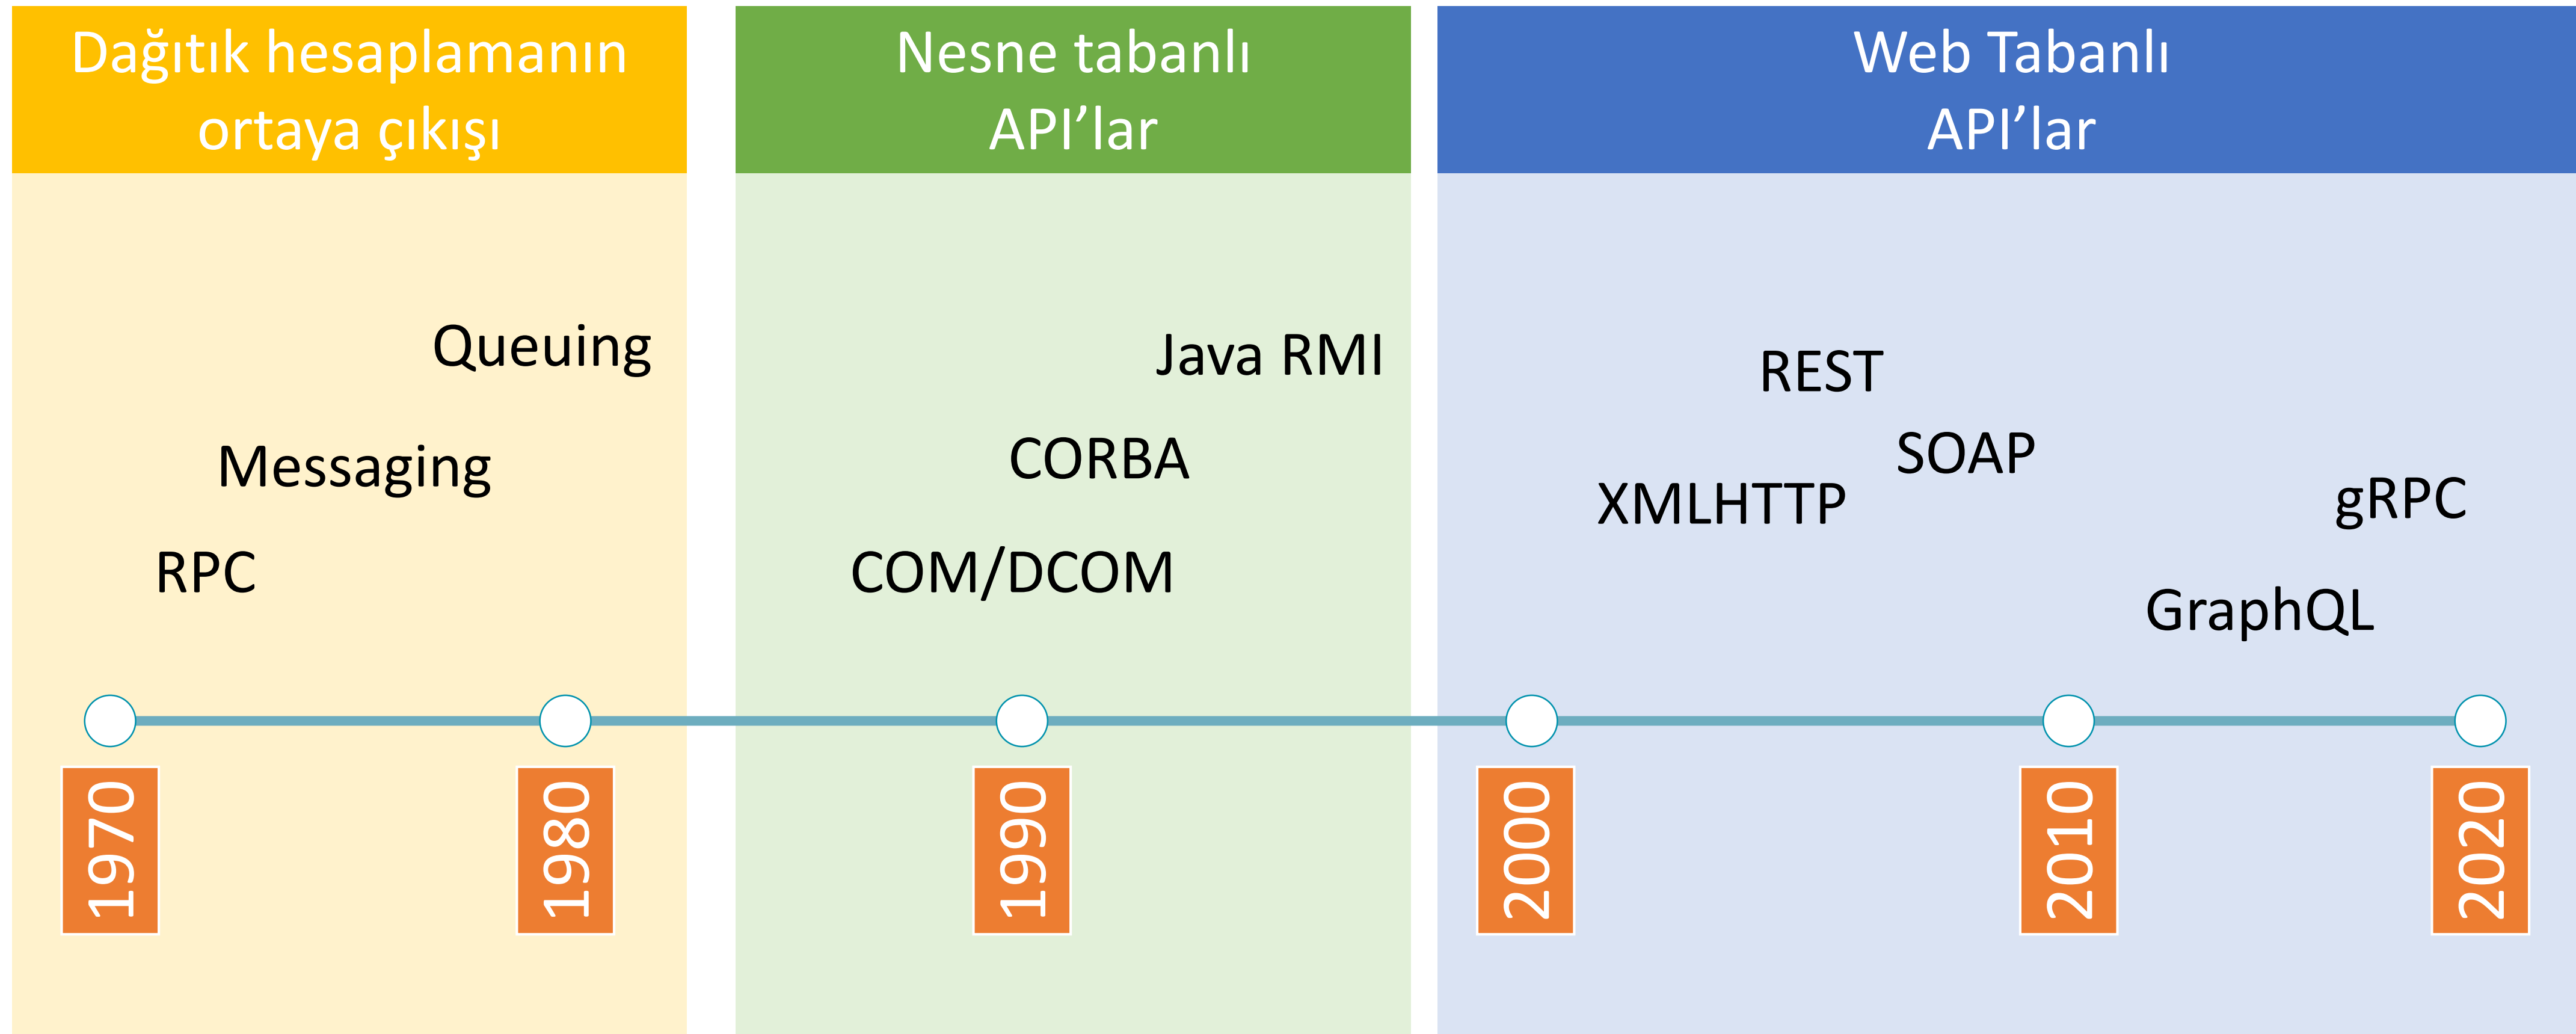 Dağıtık hesaplamanın
ortaya çıkışı
Queuing
Messaging
RPC
Nesne tabanlı
API’lar
Java RMI
CORBA
COM/DCOM
Web Tabanlı
API’lar
REST
SOAP
XMLHTTP
gRPC
GraphQL
1970
1980
1990
2000
2010
2020